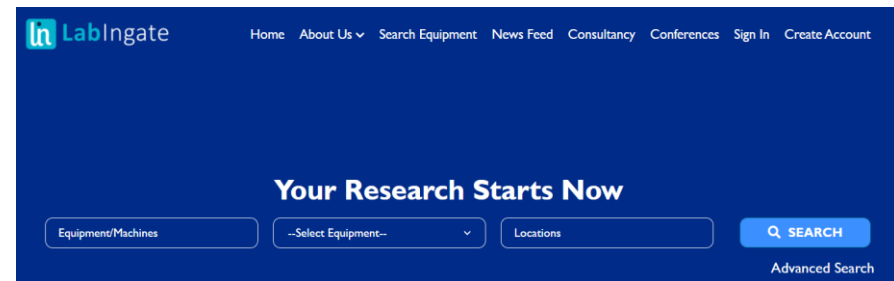 ln LabIngate
Home About Us Search Equipment News Feed Consultancy Conferences Sign In Create Account
Your Research Starts Now
Equipment/Machines --Select Equipment-- Locations SEARCH
Advanced Search